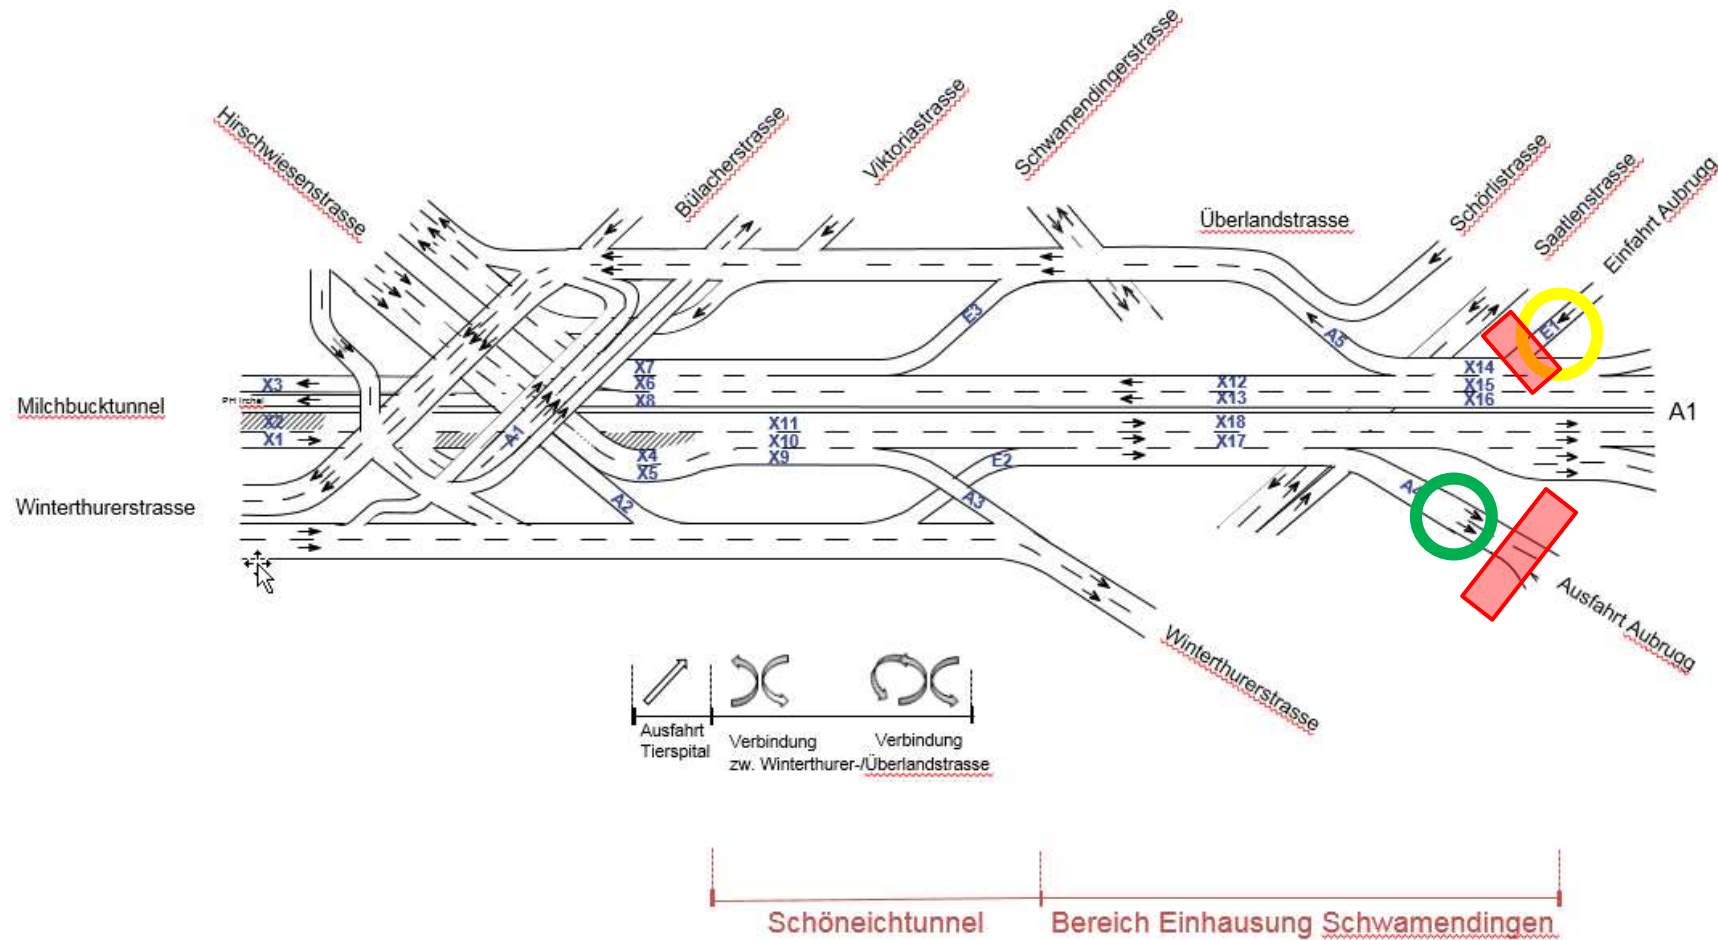 Hirschwiesenstrasse
Bülacherstrasse
Viktoriastrasse
Schwamendingerstrasse
Überlandstrasse
Schörlistrasse
Saatlenstrasse
Einfahrt Aubrugg
E1
E3
A5
X7
X6
X8
X3
PH Irchel
X2
X1
X12
X13
X14
X15
X16
Milchbucktunnel
A1
A1
X11
X10
X9
X18
X17
X4
X5
E2
A2
A3
A4
Winterthurerstrasse
Ausfahrt Aubrugg
Winterthurerstrasse
Ausfahrt
Tierspital
Verbindung
zw. Winterthurer-/Überlandstrasse
Verbindung
Schöneichtunnel
Bereich Einhausung Schwamendingen